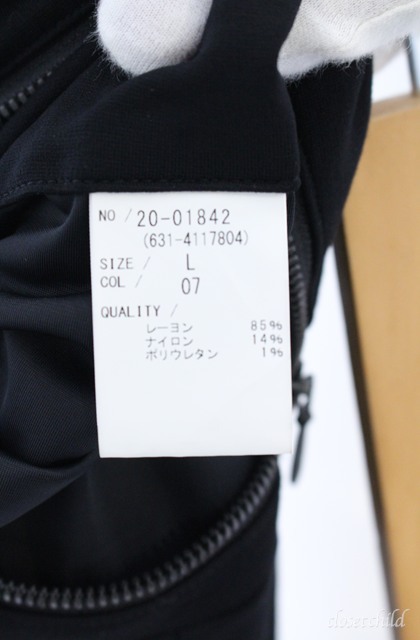 NO / 20-01842
(631-4117804)
SIZE / L
COL / 07
QUALITY /
レーヨン 85%
ナイロン 14%
ポリウレタン 1%
closetchild